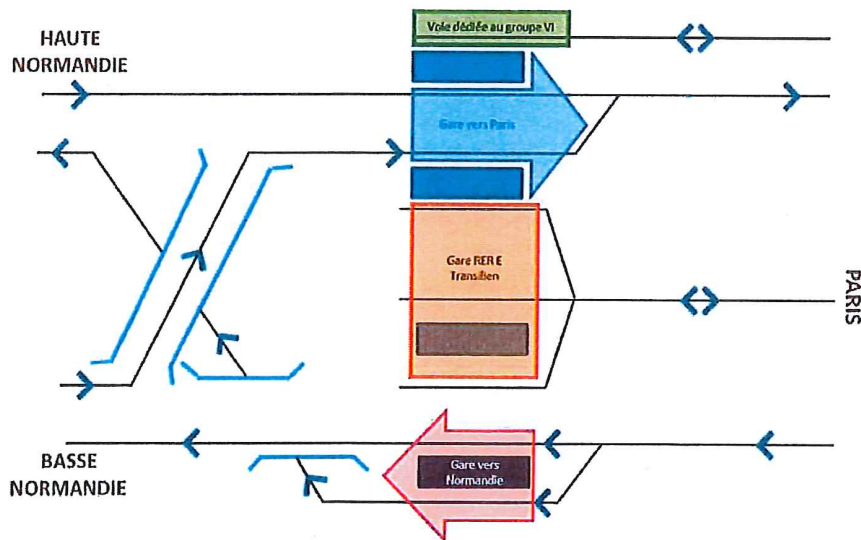 Voie dédiée au groupe VI
HAUTE
NORMANDIE
Gare vers Paris
Gare RER E
Transilien
PARIS
Gare vers
Normandie
BASSE
NORMANDIE